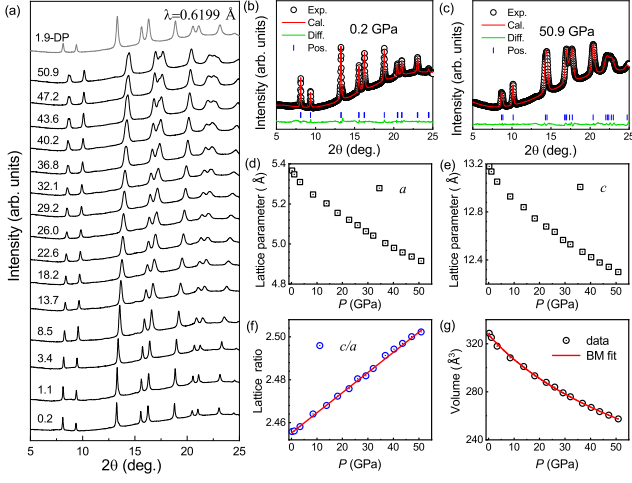 (a)
λ=0.6199 Å
1.9-DP
50.9
47.2
43.6
40.2
36.8
32.1
29.2
26.0
22.6
18.2
13.7
8.5
3.4
1.1
0.2
Intensity (arb. units)
5 10 15 20 25
2θ (deg.)
(b)
Exp.
Cal.
Diff.
Pos.
0.2 GPa
Intensity (arb. units)
5 10 15 20 25
2θ (deg.)
(c)
Exp.
Cal.
Diff.
Pos.
50.9 GPa
Intensity (arb. units)
5 10 15 20 25
2θ (deg.)
(d)
a
Lattice parameter ( Å)
5.4
5.2
5.0
4.8
0 10 20 30 40 50
P (GPa)
(e)
c
Lattice parameter ( Å)
13.2
12.8
12.4
0 10 20 30 40 50
P (GPa)
(f)
c/a
Lattice ratio
2.50
2.48
2.46
0 10 20 30 40 50
P (GPa)
(g)
data
BM fit
Volume (Å³)
320
280
240
0 10 20 30 40 50
P (GPa)